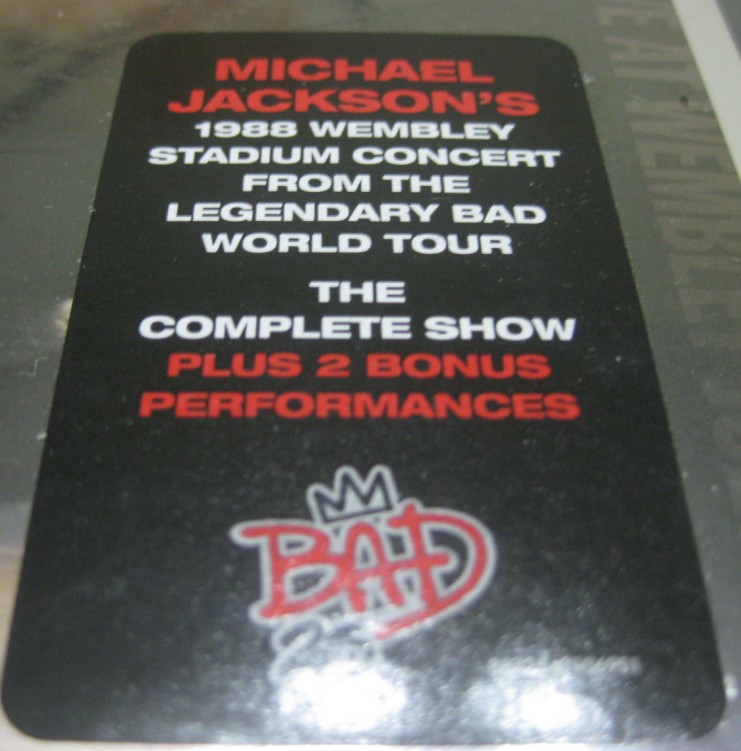 MICHAEL
JACKSON'S
1988 WEMBLEY
STADIUM CONCERT
FROM THE
LEGENDARY BAD
WORLD TOUR
THE
COMPLETE SHOW
PLUS 2 BONUS
PERFORMANCES
BAD